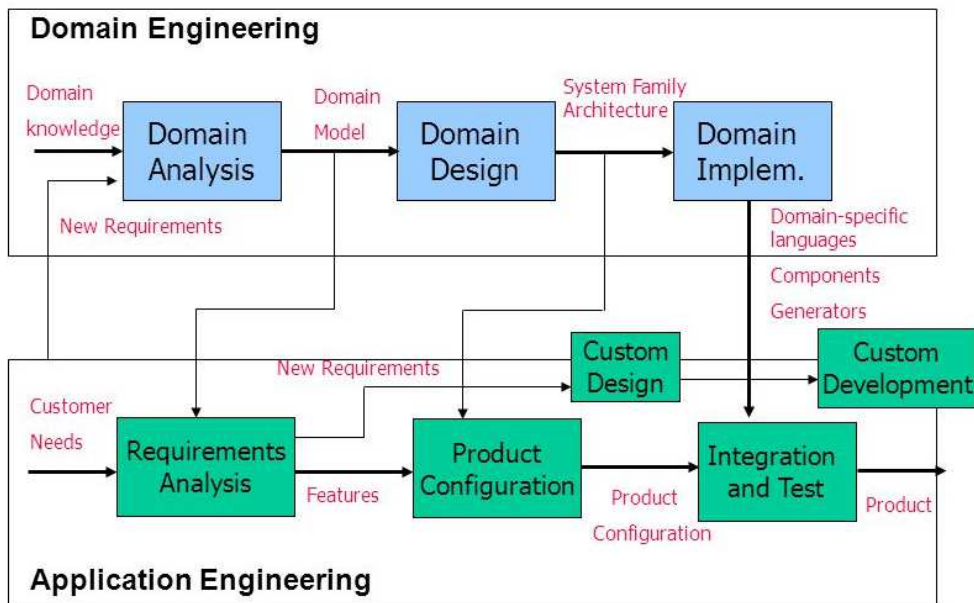 Domain Engineering
Domain
knowledge
Domain
Analysis
Domain
Model
Domain
Design
System Family
Architecture
Domain
Implem.
New Requirements
Domain-specific
languages
Components
Generators
New Requirements
Custom
Design
Custom
Development
Customer
Needs
Requirements
Analysis
Features
Product
Configuration
Product
Configuration
Integration
and Test
Product
Application Engineering